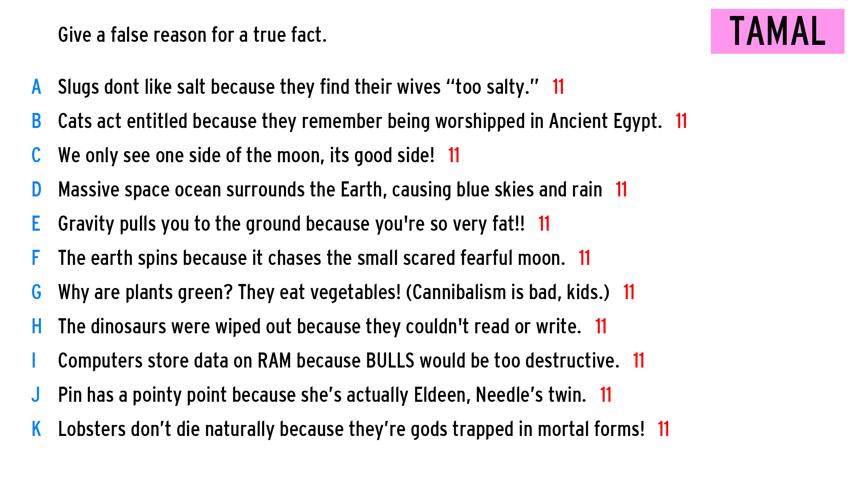 Give a false reason for a true fact.
TAMAL
A Slugs dont like salt because they find their wives “too salty.” 11
B Cats act entitled because they remember being worshipped in Ancient Egypt. 11
C We only see one side of the moon, its good side! 11
D Massive space ocean surrounds the Earth, causing blue skies and rain 11
E Gravity pulls you to the ground because you're so very fat!! 11
F The earth spins because it chases the small scared fearful moon. 11
G Why are plants green? They eat vegetables! (Cannibalism is bad, kids.) 11
H The dinosaurs were wiped out because they couldn't read or write. 11
I Computers store data on RAM because BULLS would be too destructive. 11
J Pin has a pointy point because she’s actually Eldeen, Needle’s twin. 11
K Lobsters don’t die naturally because they’re gods trapped in mortal forms! 11